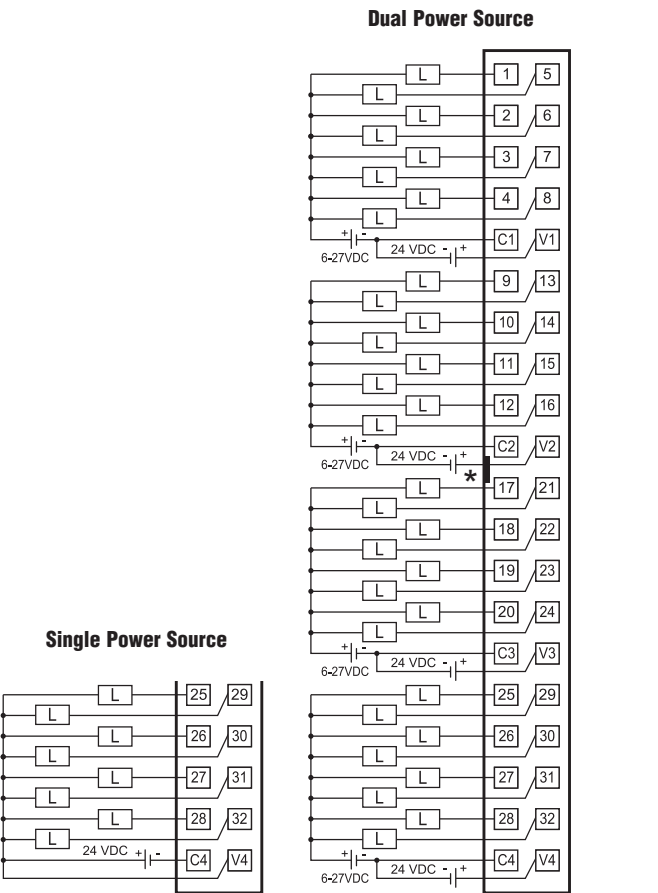 Dual Power Source
L 1 5
L
L 2 6
L
L 3 7
L
L 4 8
L
+ - C1 V1
6-27VDC 24 VDC - +
L 9 13
L
L 10 14
L
L 11 15
L
L 12 16
L
+ - C2 V2
6-27VDC 24 VDC - +
*
L 17 21
L
L 18 22
L
L 19 23
L
L 20 24
L
+ - C3 V3
6-27VDC 24 VDC - +
L 25 29
L
L 26 30
L
L 27 31
L
L 28 32
L
+ - C4 V4
6-27VDC 24 VDC - +
Single Power Source
L 25 29
L
L 26 30
L
L 27 31
L
L 28 32
L
24 VDC + - C4 V4